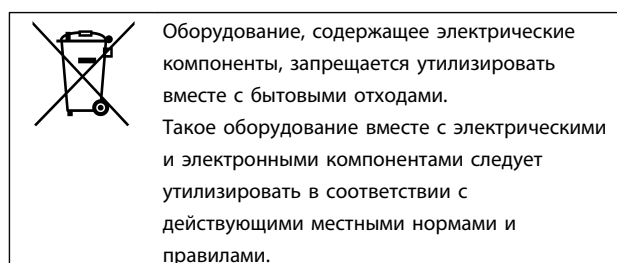 Оборудование, содержащее электрические
компоненты, запрещается утилизировать
вместе с бытовыми отходами.
Такое оборудование вместе с электрическими
и электронными компонентами следует
утилизировать в соответствии с
действующими местными нормами и
правилами.